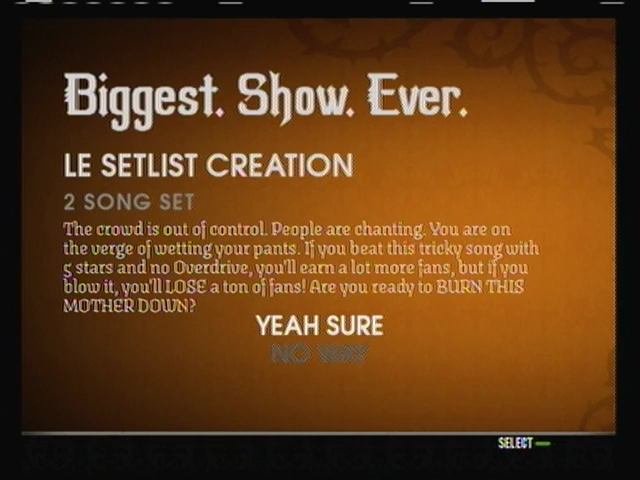 Biggest. Show. Ever.
LE SETLIST CREATION
2 SONG SET
The crowd is out of control. People are chanting. You are on
the verge of wetting your pants. If you beat this tricky song with
5 stars and no Overdrive, you'll earn a lot more fans, but if you
blow it, you'll LOSE a ton of fans! Are you ready to BURN THIS
MOTHER DOWN?
YEAH SURE
NO WAY
SELECT